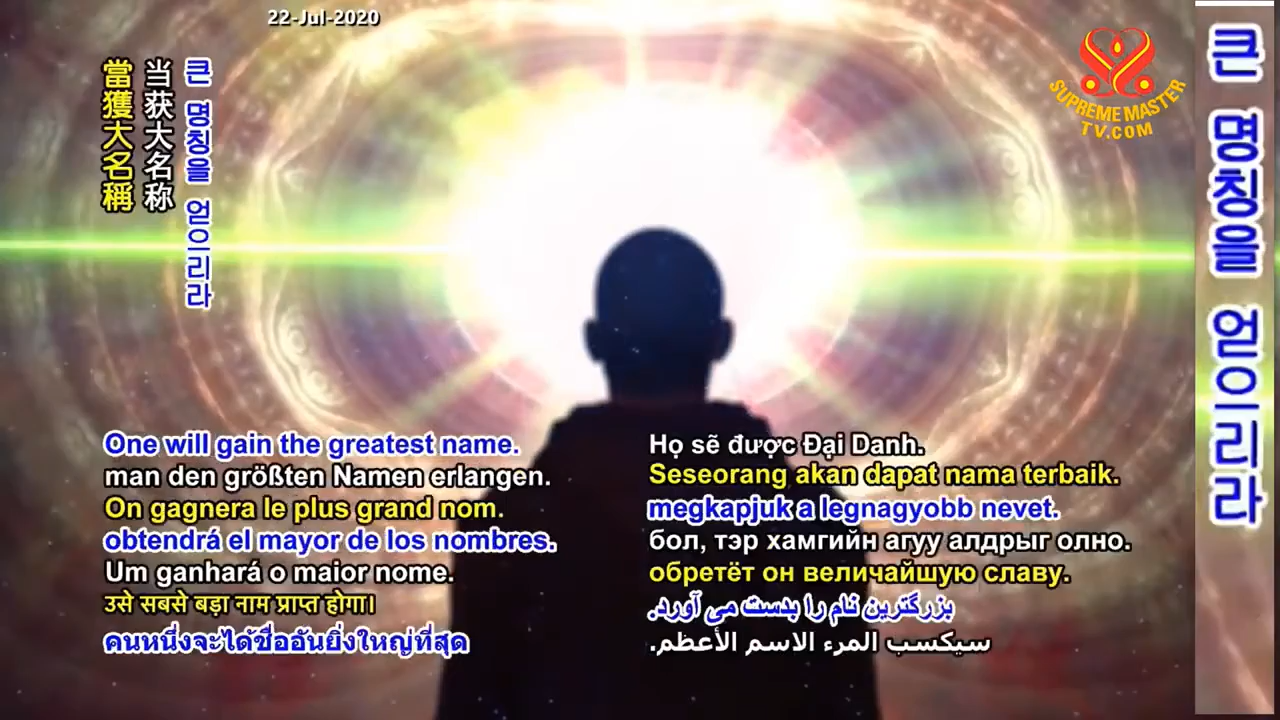 22-Jul-2020
SUPREME MASTER
TV.COM
큰 명칭을 얻으리라
当获大名称
當獲大名稱
큰 명칭을 얻으리라
One will gain the greatest name.
man den größten Namen erlangen.
On gagnera le plus grand nom.
obtendrá el mayor de los nombres.
Um ganhará o maior nome.
उसे सबसे बड़ा नाम प्राप्त होगा।
คนหนึ่งจะได้ชื่ออันยิ่งใหญ่ที่สุด
Họ sẽ được Đại Danh.
Seseorang akan dapat nama terbaik.
megkapjuk a legnagyobb nevet.
бол, тэр хамгийн агуу алдрыг олно.
обретёт он величайшую славу.
بزرگترین نام را بدست می آورد.
سيكسب المرء الاسم الأعظم.